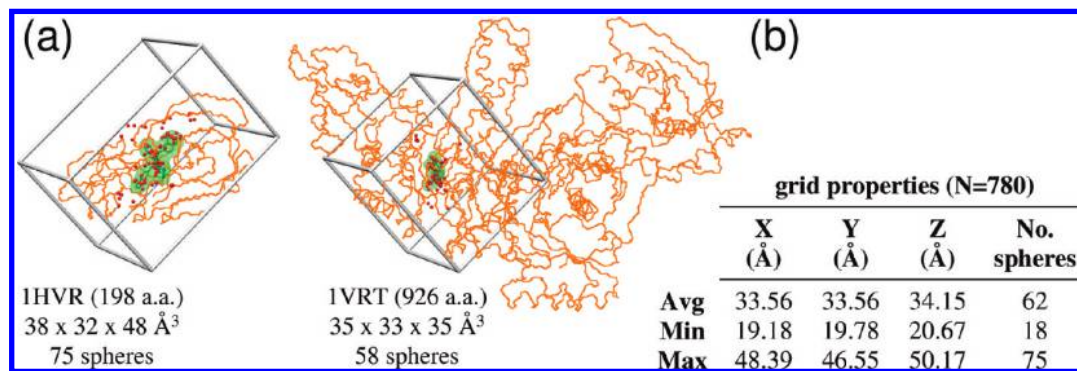 (a)
1HVR (198 a.a.)
38 x 32 x 48 Å³
75 spheres
1VRT (926 a.a.)
35 x 33 x 35 Å³
58 spheres
(b)
grid properties (N=780)
X Y Z No.
(Å) (Å) (Å) spheres
Avg 33.56 33.56 34.15 62
Min 19.18 19.78 20.67 18
Max 48.39 46.55 50.17 75